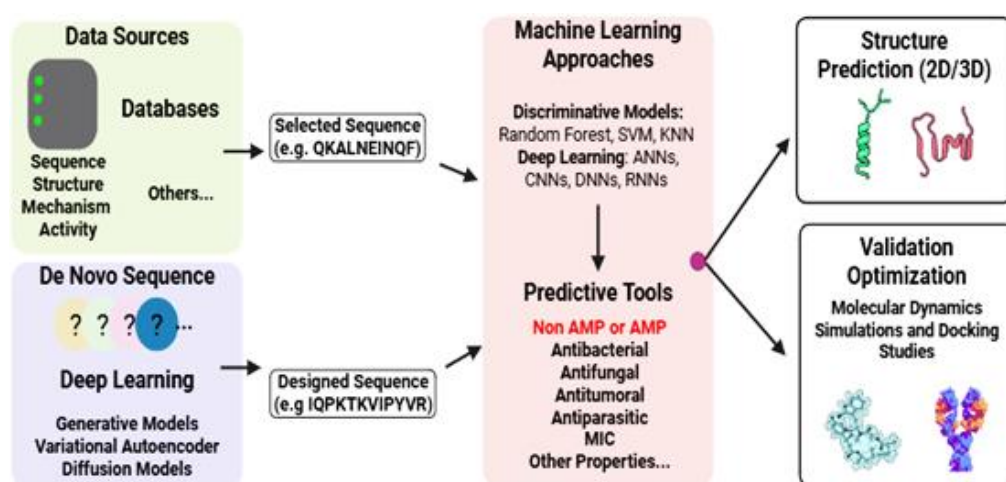 Data Sources
Databases
Sequence
Structure
Mechanism
Activity
Others...
De Novo Sequence
? ? ? ? ...
Deep Learning
Generative Models
Variational Autoencoder
Diffusion Models
Selected Sequence
(e.g. QKALNEINQF)
Designed Sequence
(e.g IQPKTKVIPYVR)
Machine Learning
Approaches
Discriminative Models:
Random Forest, SVM, KNN
Deep Learning: ANNs,
CNNs, DNNs, RNNs
Predictive Tools
Non AMP or AMP
Antibacterial
Antifungal
Antitumoral
Antiparasitic
MIC
Other Properties...
Structure
Prediction (2D/3D)
Validation
Optimization
Molecular Dynamics
Simulations and Docking
Studies